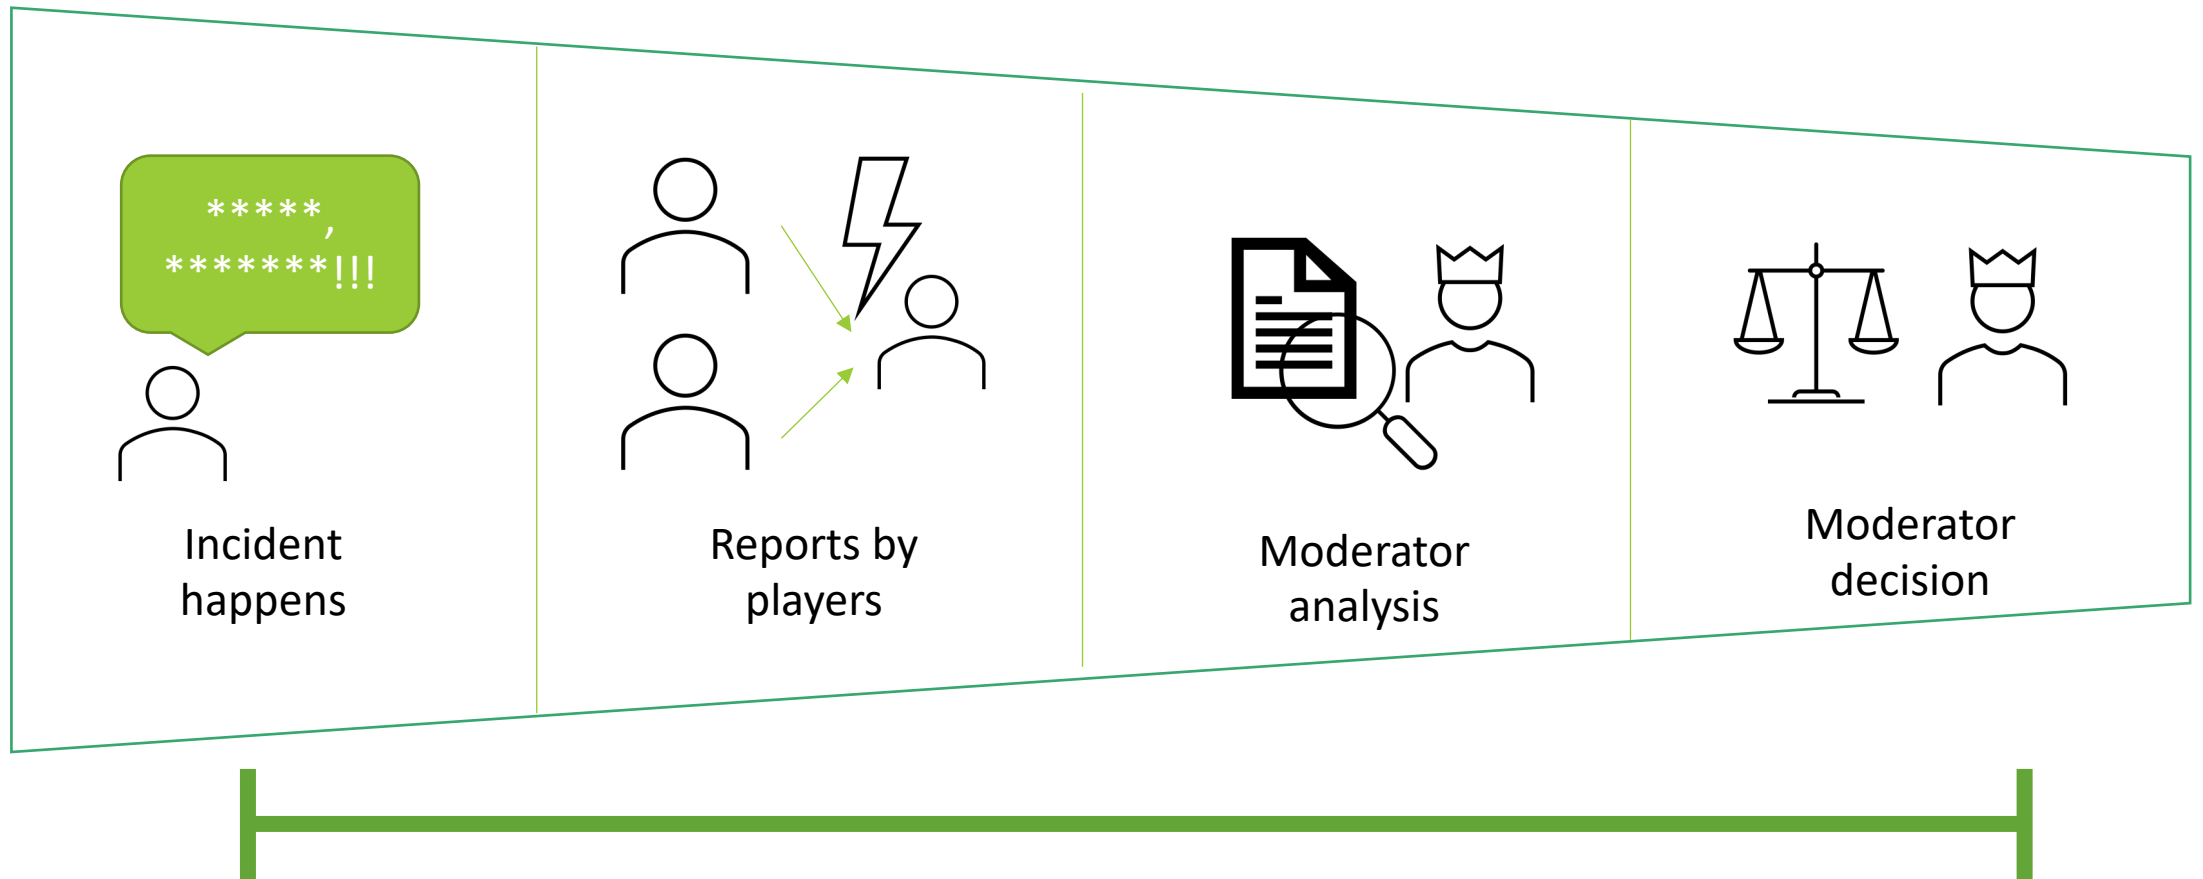 *****,
*******!!!
Incident
happens
Reports by
players
Moderator
analysis
Moderator
decision